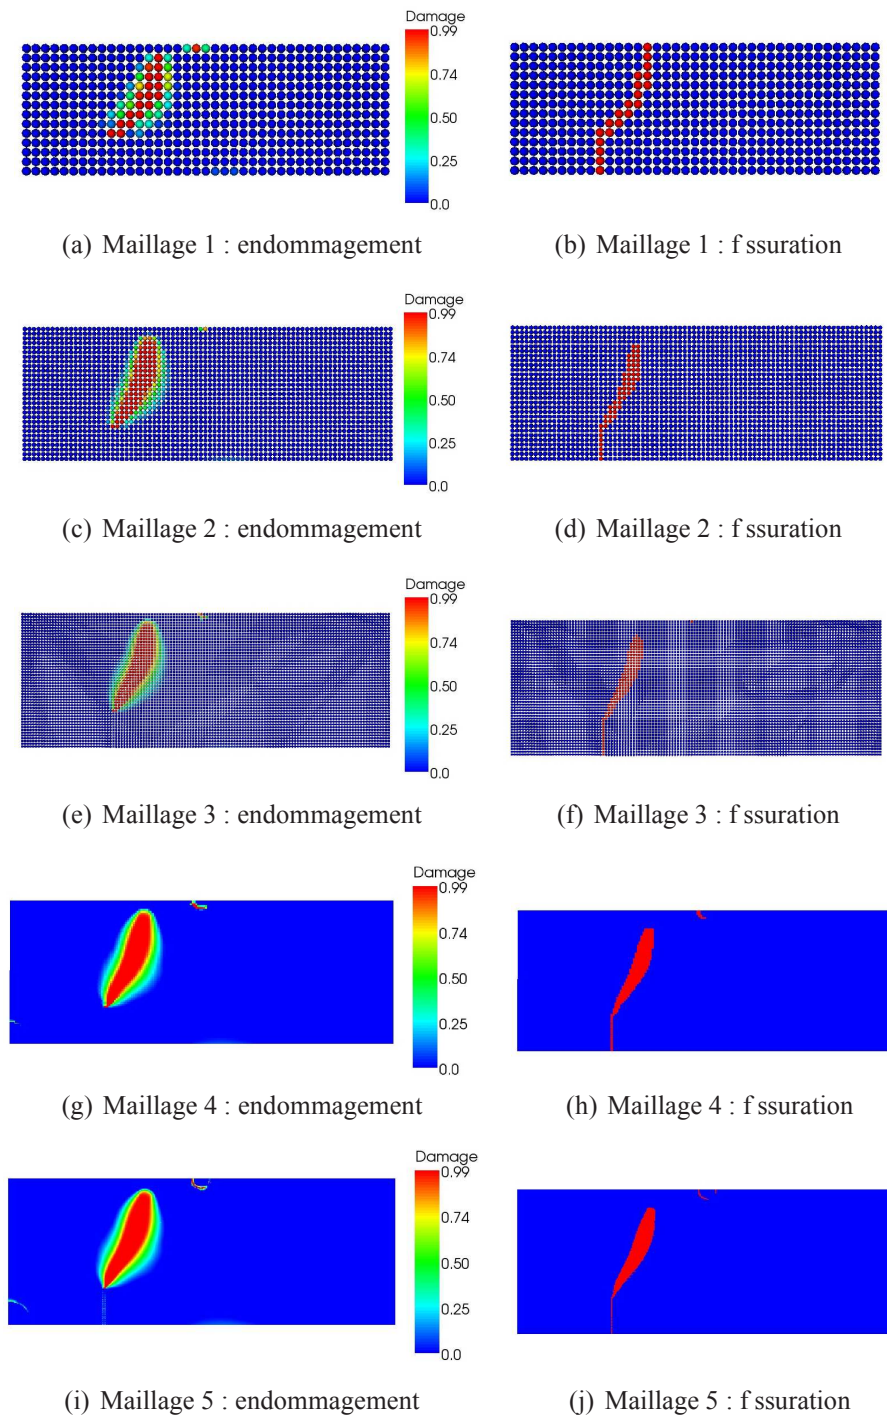 Damage
0.99
0.74
0.50
0.25
0.0
(a) Maillage 1 : endommagement
(b) Maillage 1 : f ssuration
Damage
0.99
0.74
0.50
0.25
0.0
(c) Maillage 2 : endommagement
(d) Maillage 2 : f ssuration
Damage
0.99
0.74
0.50
0.25
0.0
(e) Maillage 3 : endommagement
(f) Maillage 3 : f ssuration
Damage
0.99
0.74
0.50
0.25
0.0
(g) Maillage 4 : endommagement
(h) Maillage 4 : f ssuration
Damage
0.99
0.74
0.50
0.25
0.0
(i) Maillage 5 : endommagement
(j) Maillage 5 : f ssuration